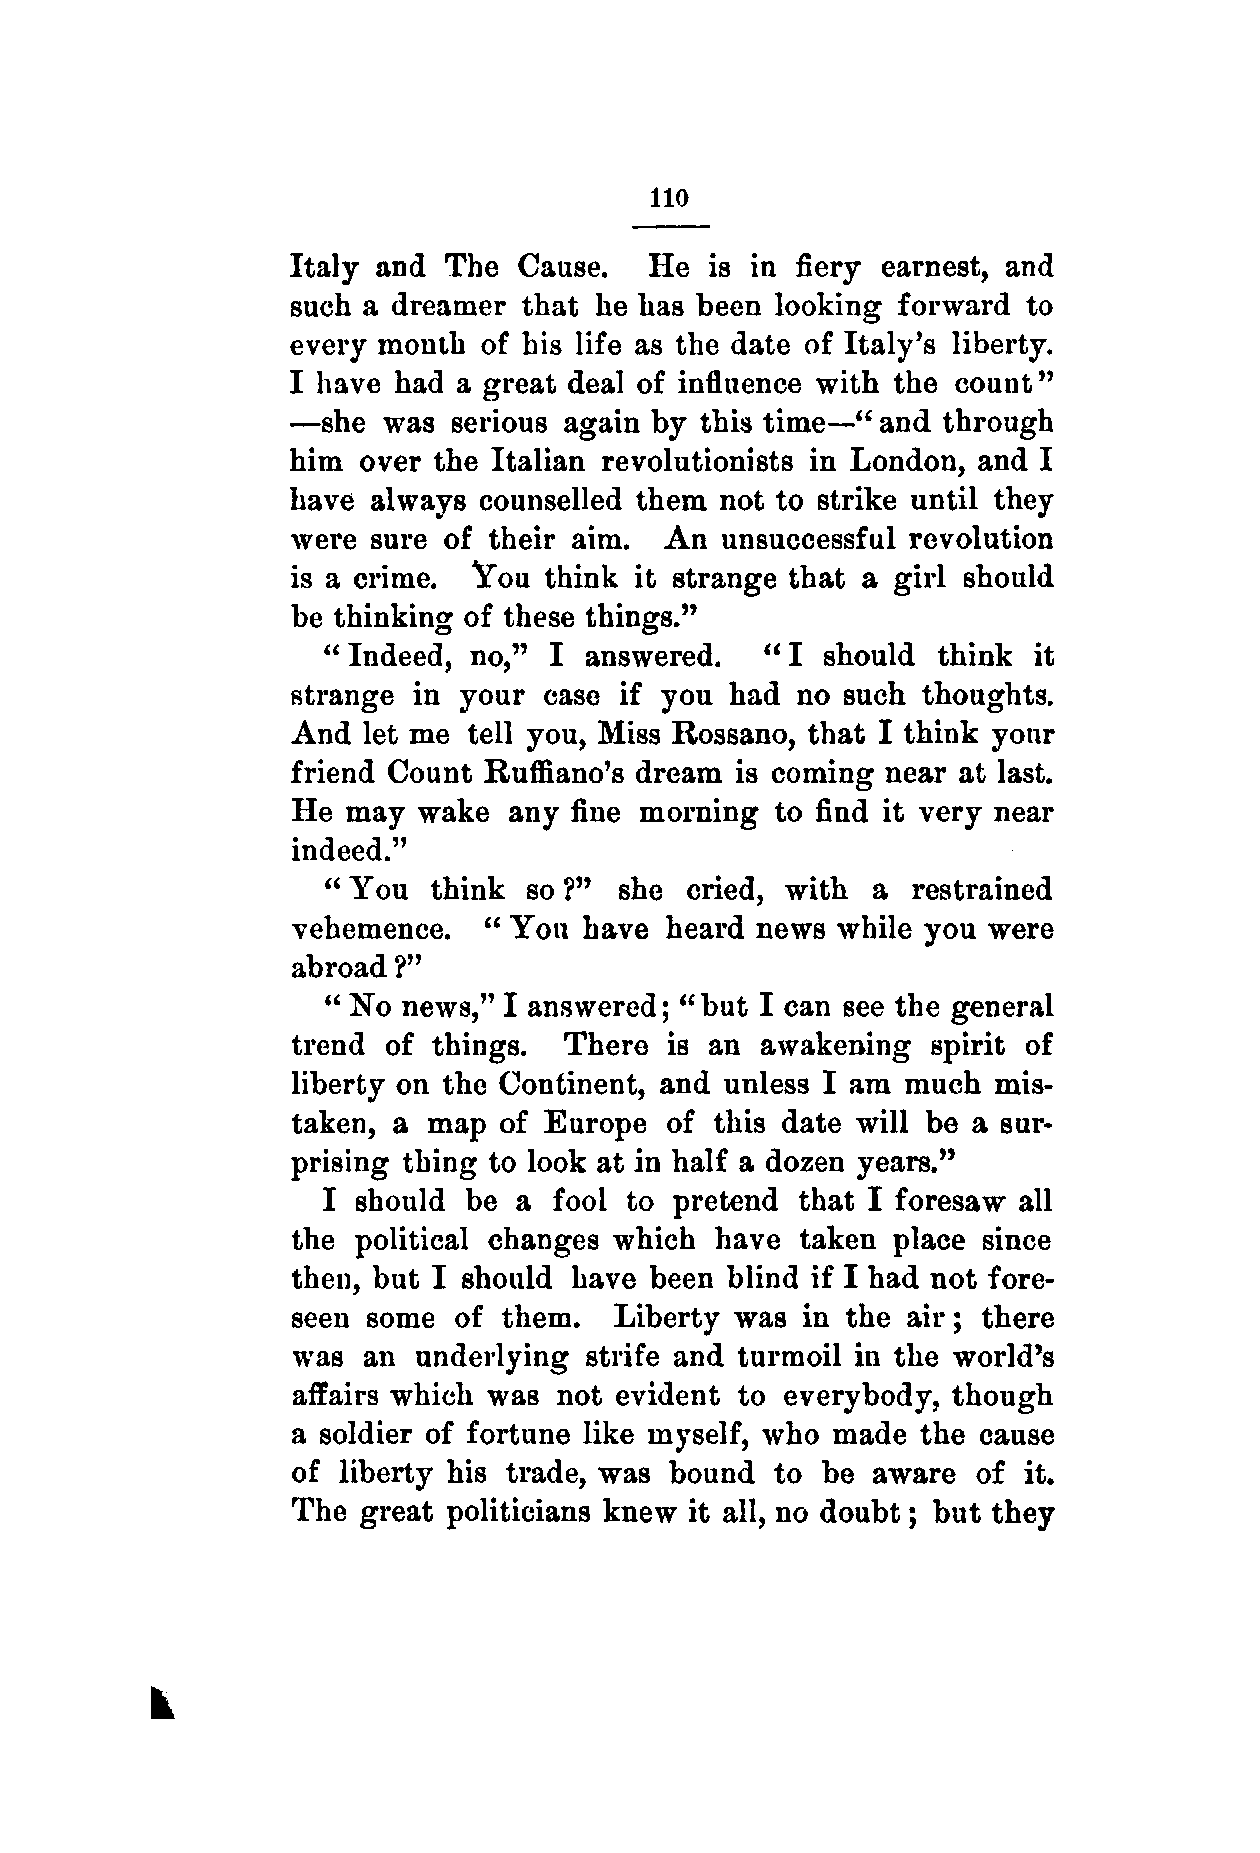 110
Italy and The Cause. He is in fiery earnest, and
such a dreamer that he has been looking forward to
every month of his life as the date of Italy's liberty.
I have had a great deal of influence with the count"
—she was serious again by this time—"and through
him over the Italian revolutionists in London, and I
have always counselled them not to strike until they
were sure of their aim. An unsuccessful revolution
is a crime. You think it strange that a girl should
be thinking of these things."
"Indeed, no," I answered. "I should think it
strange in your case if you had no such thoughts.
And let me tell you, Miss Rossano, that I think your
friend Count Ruffiano's dream is coming near at last.
He may wake any fine morning to find it very near
indeed."
"You think so?" she cried, with a restrained
vehemence. "You have heard news while you were
abroad?"
"No news," I answered; "but I can see the general
trend of things. There is an awakening spirit of
liberty on the Continent, and unless I am much mis-
taken, a map of Europe of this date will be a sur-
prising thing to look at in half a dozen years."
I should be a fool to pretend that I foresaw all
the political changes which have taken place since
then, but I should have been blind if I had not fore-
seen some of them. Liberty was in the air; there
was an underlying strife and turmoil in the world's
affairs which was not evident to everybody, though
a soldier of fortune like myself, who made the cause
of liberty his trade, was bound to be aware of it.
The great politicians knew it all, no doubt; but they